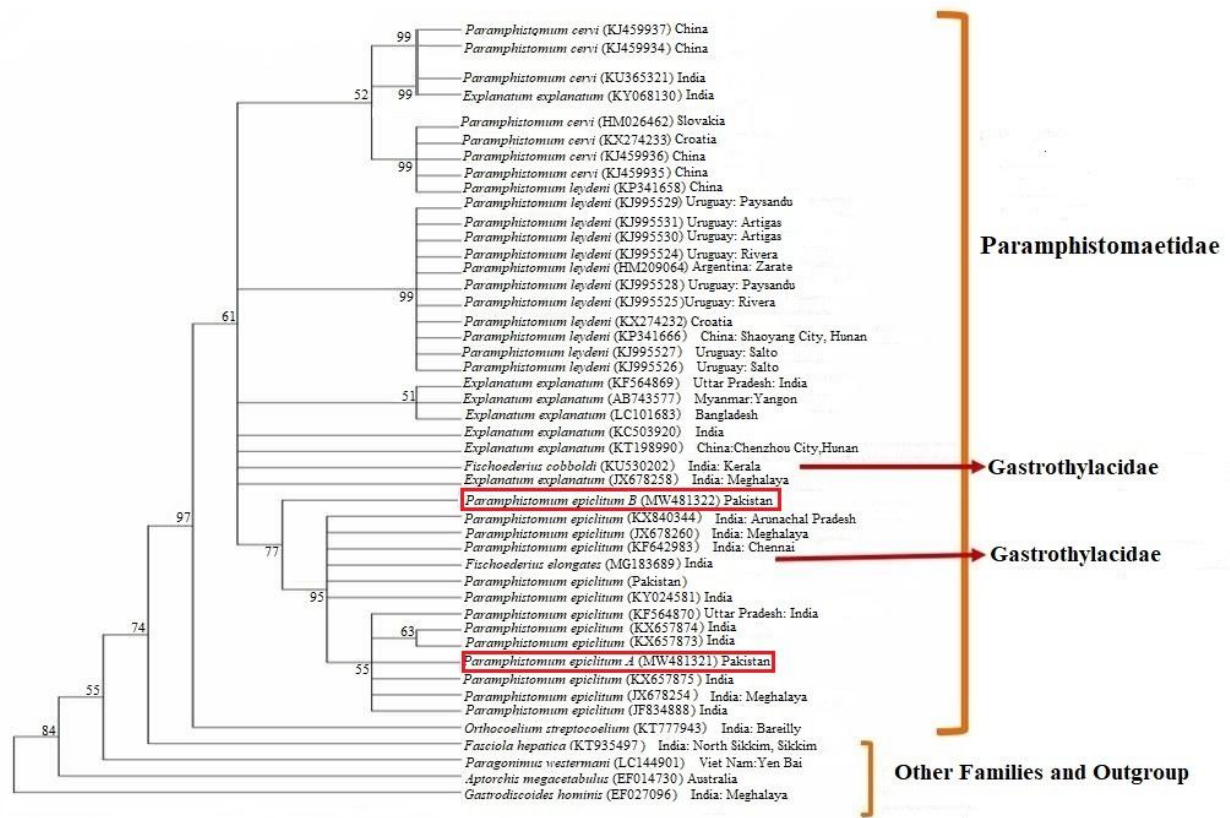 99
Paramphistomum cervi (KJ459937) China
Paramphistomum cervi (KJ459934) China
Paramphistomum cervi (KU365321) India
99
Explanatum explanatum (KY068130) India
52
Paramphistomum cervi (HM026462) Slovakia
Paramphistomum cervi (KX274233) Croatia
Paramphistomum cervi (KJ459936) China
99
Paramphistomum cervi (KJ459935) China
Paramphistomum leydeni (KP341658) China
Paramphistomum leydeni (KJ995529) Uruguay: Paysandu
Paramphistomum leydeni (KJ995531) Uruguay: Artigas
Paramphistomum leydeni (KJ995530) Uruguay: Artigas
Paramphistomum leydeni (KJ995524) Uruguay: Rivera
Paramphistomum leydeni (HM209064) Argentina: Zarate
Paramphistomum leydeni (KJ995528) Uruguay: Paysandu
99
Paramphistomum leydeni (KJ995525)Uruguay: Rivera
Paramphistomum leydeni (KX274232) Croatia
61
Paramphistomum leydeni (KP341666) China: Shaoyang City, Hunan
Paramphistomum leydeni (KJ995527) Uruguay: Salto
Paramphistomum leydeni (KJ995526) Uruguay: Salto
Explanatum explanatum (KF564869) Uttar Pradesh: India
51
Explanatum explanatum (AB743577) Myanmar:Yangon
Explanatum explanatum (LC101683) Bangladesh
Explanatum explanatum (KC503920) India
Explanatum explanatum (KT198990) China:Chenzhou City,Hunan
Fischoederius cobboldi (KU530202) India: Kerala
Explanatum explanatum (JX678258) India: Meghalaya
Paramphistomum epiclitum B (MW481322) Pakistan
97
Paramphistomum epiclitum (KX840344) India: Arunachal Pradesh
Paramphistomum epiclitum (JX678260) India: Meghalaya
77
Paramphistomum epiclitum (KF642983) India: Chennai
Fischoederius elongates (MG183689) India
Paramphistomum epiclitum (Pakistan)
95
Paramphistomum epiclitum (KY024581) India
Paramphistomum epiclitum (KF564870) Uttar Pradesh: India
74
63
Paramphistomum epiclitum (KX657874) India
Paramphistomum epiclitum (KX657873) India
Paramphistomum epiclitum A (MW481321) Pakistan
55
Paramphistomum epiclitum (KX657875) India
55
Paramphistomum epiclitum (JX678254) India: Meghalaya
Paramphistomum epiclitum (JF834888) India
84
Orthocoelium streptocoelium (KT777943) India: Bareilly
Fasciola hepatica (KT935497) India: North Sikkim, Sikkim
Paragonimus westermani (LC144901) Viet Nam:Yen Bai
Aptorchis megacetabulus (EF014730) Australia
Gastrodiscoides hominis (EF027096) India: Meghalaya
Paramphistomaetidae
Gastrothylacidae
Gastrothylacidae
Other Families and Outgroup